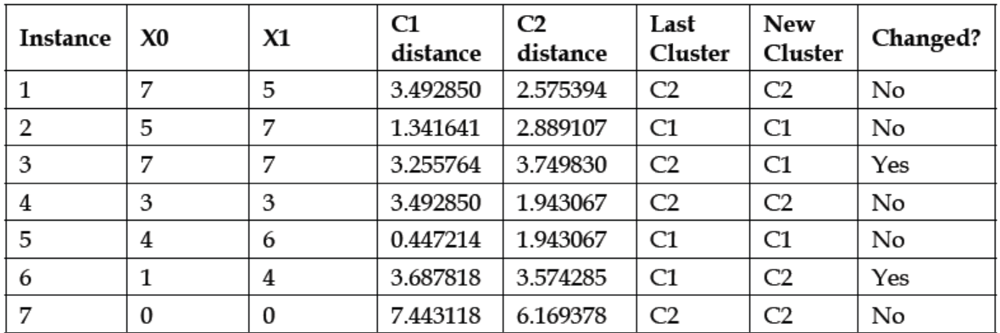 Instance X0 X1 C1 distance C2 distance Last Cluster New Cluster Changed?
1 7 5 3.492850 2.575394 C2 C2 No
2 5 7 1.341641 2.889107 C1 C1 No
3 7 7 3.255764 3.749830 C2 C1 Yes
4 3 3 3.492850 1.943067 C2 C2 No
5 4 6 0.447214 1.943067 C1 C1 No
6 1 4 3.687818 3.574285 C1 C2 Yes
7 0 0 7.443118 6.169378 C2 C2 No